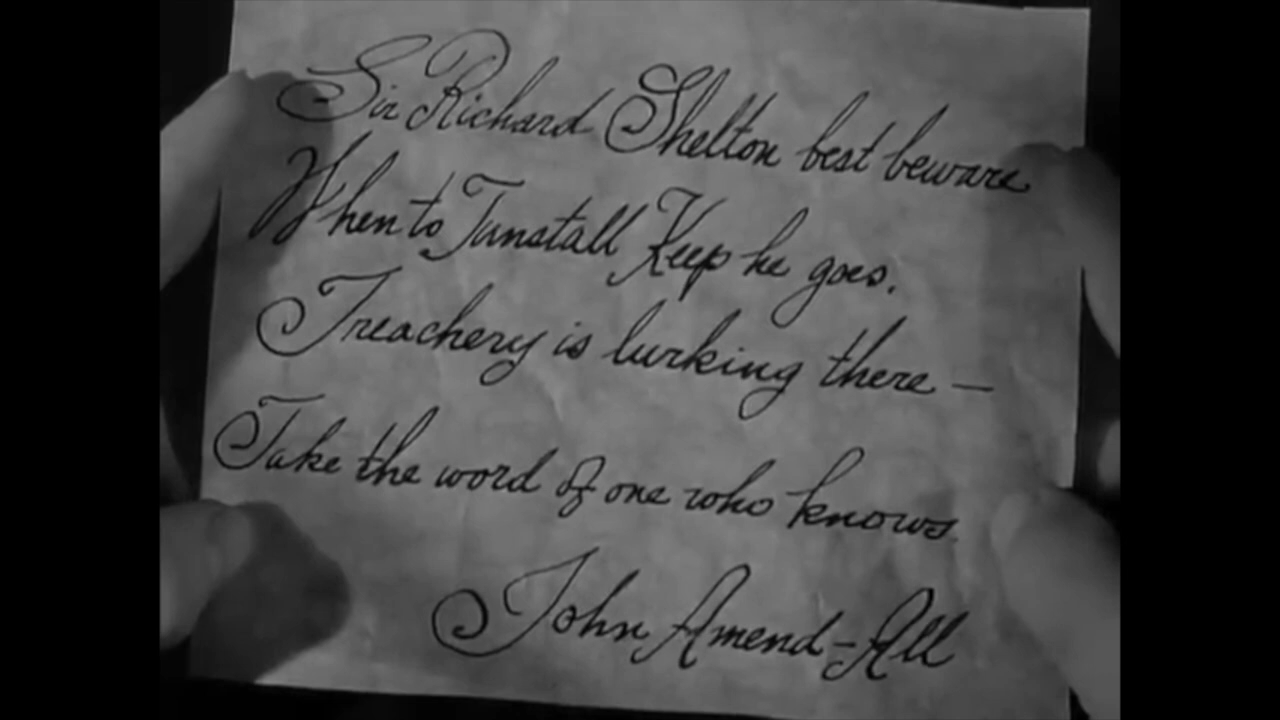 Sir Richard Shelton best beware
When to Tunstall Keep he goes.
Treachery is lurking there —
Take the word of one who knows.
John Amend-All